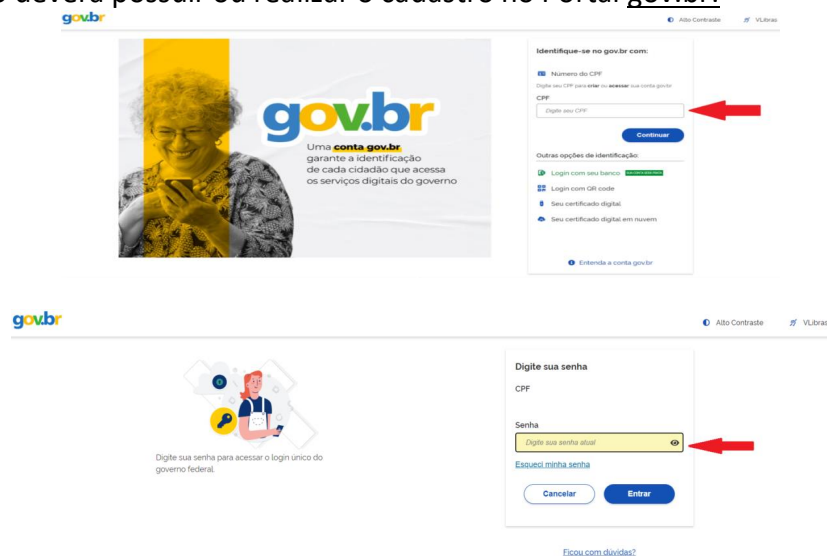 o deverá possuir ou realizar o cadastro no Portal gov.br:
gov.br
Alto Contraste
VLibras
gov.br
Uma conta gov.br
garante a identificação
de cada cidadão que acessa
os serviços digitais do governo
Identifique-se no gov.br com:
Número do CPF
Digite seu CPF para criar ou acessar sua conta gov.br
CPF
Digite seu CPF
Continuar
Outras opções de identificação:
Login com seu banco
Login com QR code
Seu certificado digital
Seu certificado digital em nuvem
Entenda a conta gov.br
gov.br
Alto Contraste
VLibras
Digite sua senha para acessar o login único do
governo federal.
Digite sua senha
CPF
Senha
Digite sua senha atual
Esqueci minha senha
Cancelar
Entrar
Ficou com dúvidas?